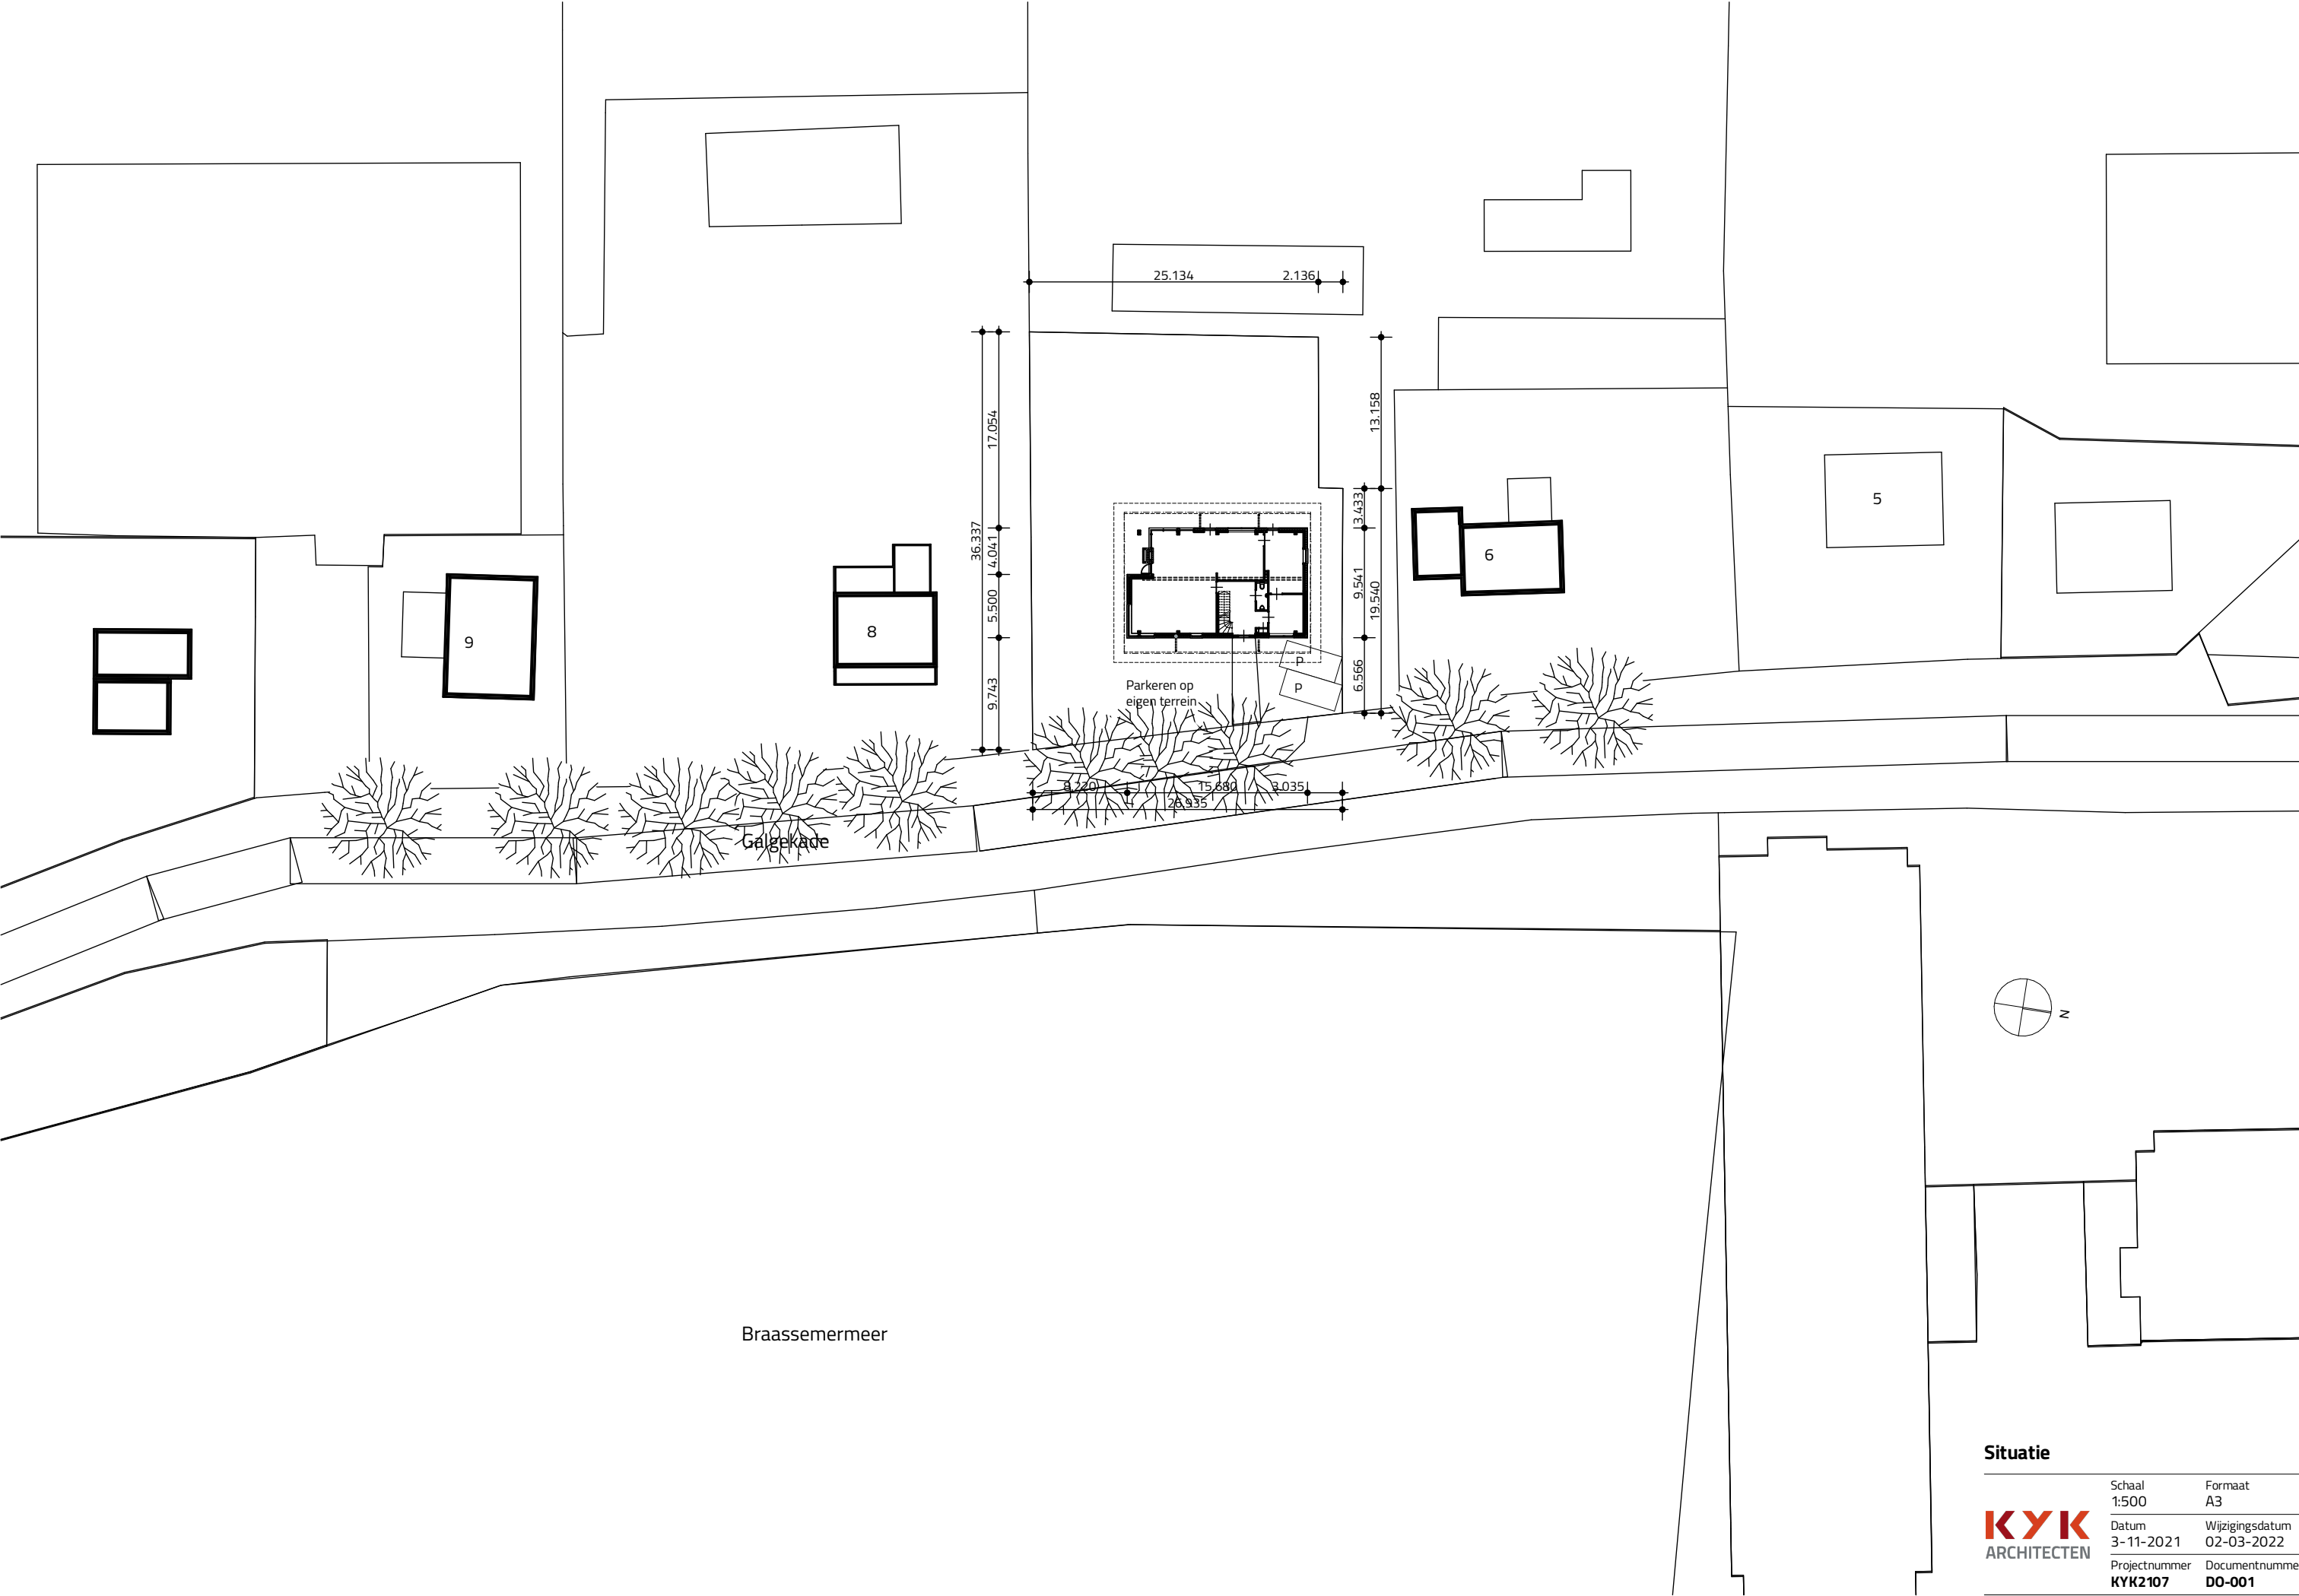 25.134
2.136
36.337
17.054
4.041
5.500
9.743
13.158
19.540
3.433
9.541
6.566
9
8
6
5
P
P
Parkeren op
eigen terrein
8.220
15.680
3.035
26.935
Galgekade
N
Braassemermeer
Situatie
Schaal
1:500
Formaat
A3
KYK
ARCHITECTEN
Datum
3-11-2021
Wijzigingsdatum
02-03-2022
Projectnummer
KYK2107
Documentnumme
DO-001